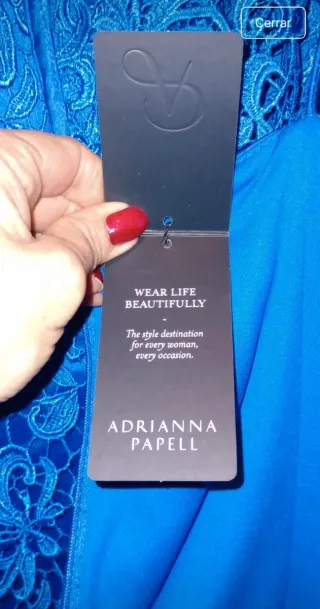 Cerrar
WEAR LIFE
BEAUTIFULLY
-
The style destination
for every woman,
every occasion.
ADRIANNA
PAPELL